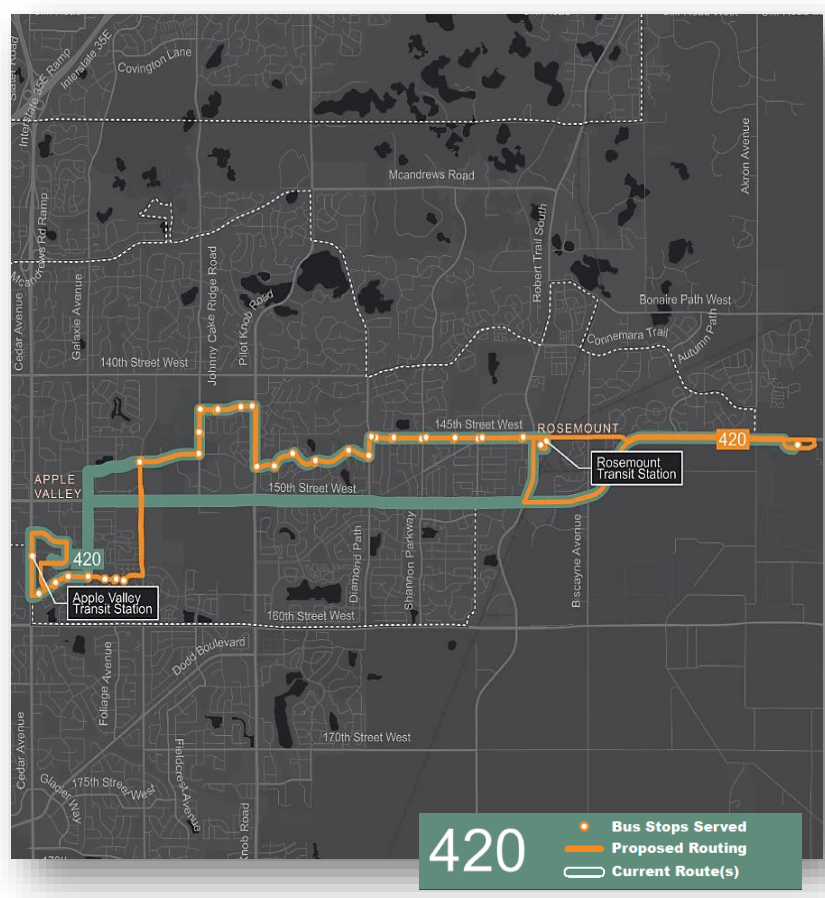 Slater Road
Interstate 35E Ramp
Interstate 35E
Covington Lane
Mcandrews Road
Akron Avenue
Mcandrews Rd Ramp
Cedar Avenue
Galaxie Avenue
Johnny Cake Ridge Road
Pilot Knob Road
Robert Trail South
Bonaire Path West
Connemara Trail
Autumn Path
140th Street West
145th Street West
ROSEMOUNT
420
Rosemount
Transit Station
APPLE
VALLEY
150th Street West
420
Apple Valley
Transit Station
Diamond Path
Shannon Parkway
Biscayne Avenue
160th Street West
Dodd Boulevard
Foliage Avenue
170th Street West
Cedar Avenue
Glacier Way
175th Street West
Fieldcrest Avenue
Knob Road
420
Bus Stops Served
Proposed Routing
Current Route(s)